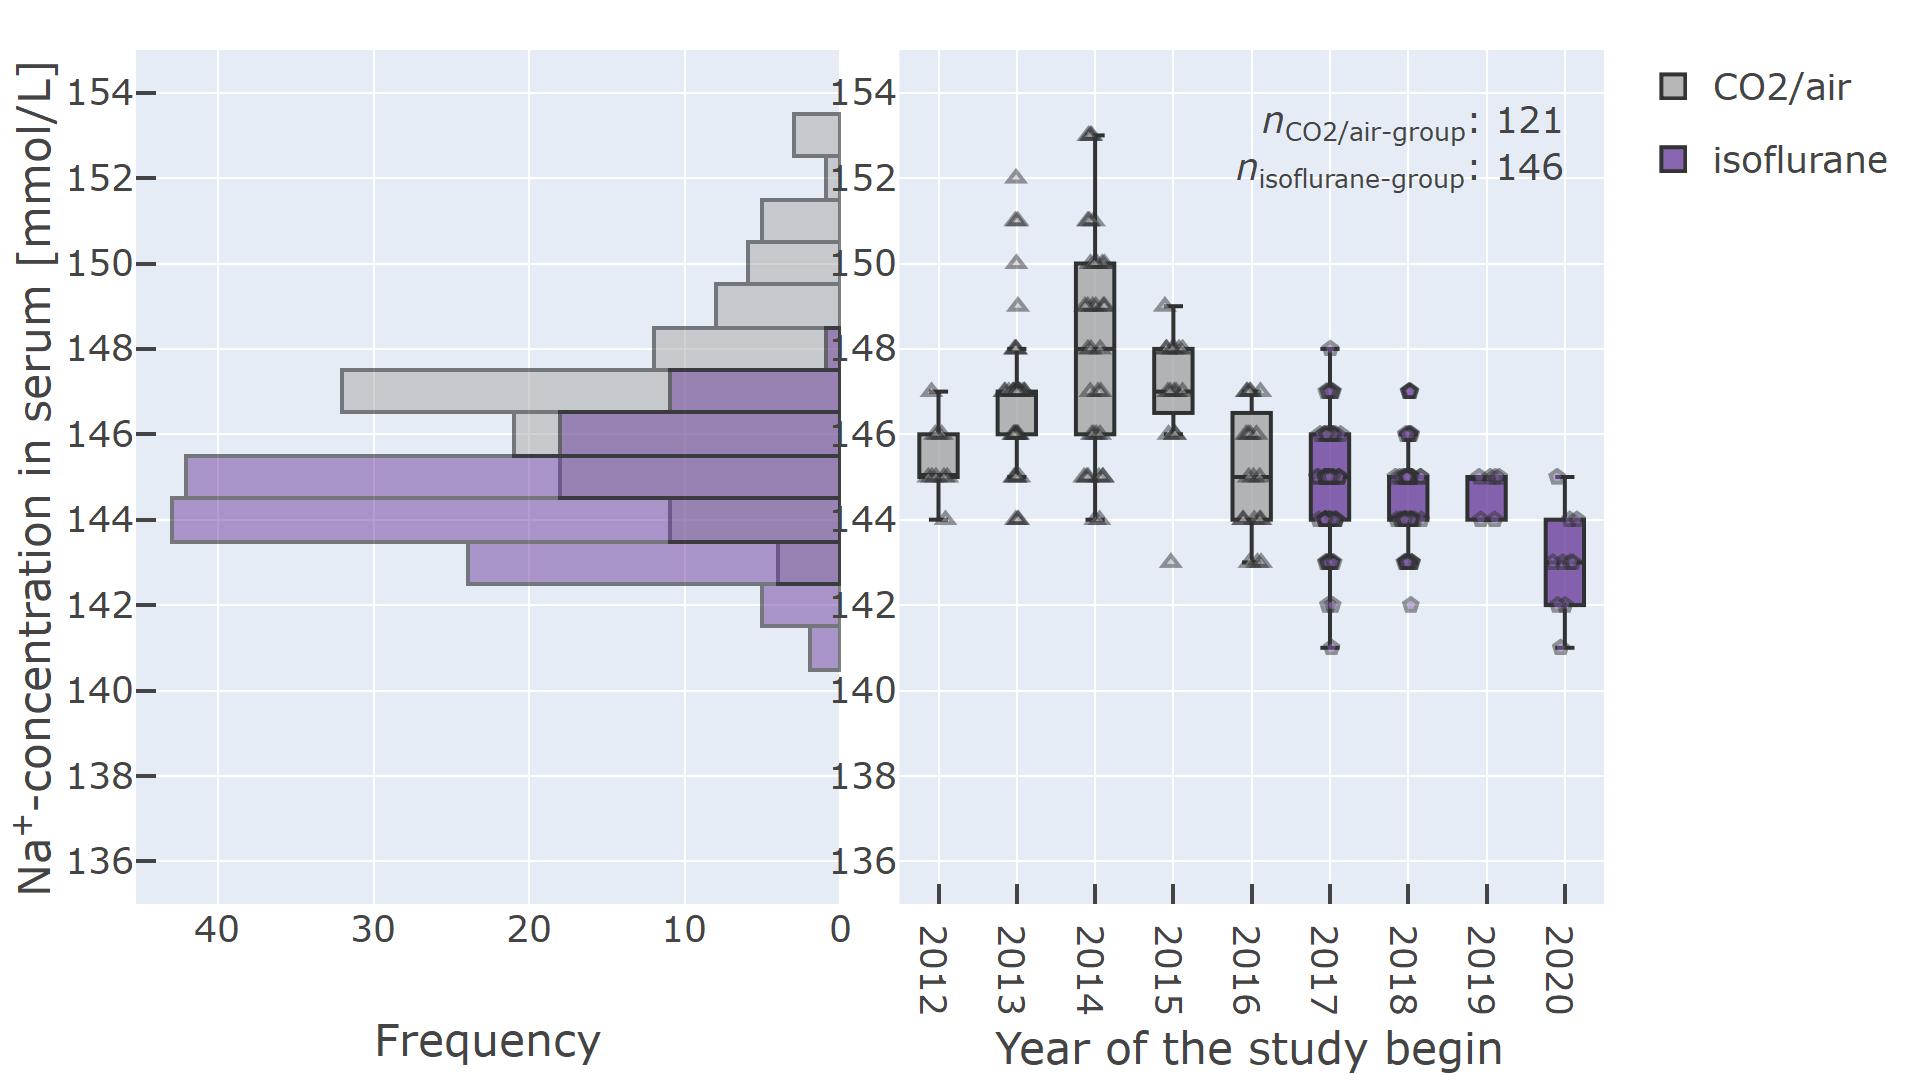 Na⁺-concentration in serum [mmol/L]
154
152
150
148
146
144
142
140
138
136
40 30 20 10 0
Frequency
154
152
150
148
146
144
142
140
138
136
n CO2/air-group: 121
n isoflurane-group: 146
2012 2013 2014 2015 2016 2017 2018 2019 2020
Year of the study begin
CO2/air
isoflurane